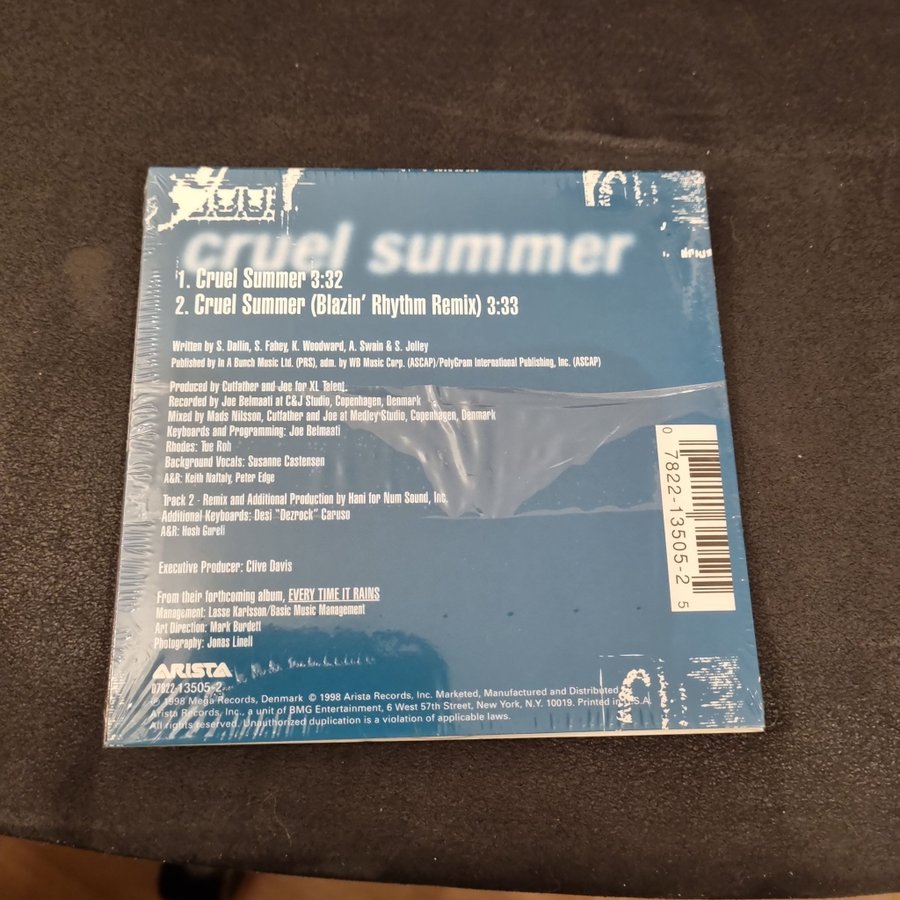 cruel summer
1. Cruel Summer 3:32
2. Cruel Summer (Blazin' Rhythm Remix) 3:33
Written by S. Dallin, S. Fahey, K. Woodward, A. Swain & S. Jolley
Published by In A Bunch Music Ltd. (PRS), adm. by WB Music Corp. (ASCAP)/PolyGram International Publishing, Inc. (ASCAP)
Produced by Cutfather and Joe for XL Talent.
Recorded by Joe Belmaati at C&J Studio, Copenhagen, Denmark
Mixed by Mads Nilsson, Cutfather and Joe at Medley Studio, Copenhagen, Denmark
Keyboards and Programming: Joe Belmaati
Rhodes: Tue Roh
Background Vocals: Susanne Castensen
A&R: Keith Naftaly, Peter Edge
Track 2 - Remix and Additional Production by Hani for Num Sound, Inc.
Additional Keyboards: Desi "Dezrock" Caruso
A&R: Hosh Gureli
Executive Producer: Clive Davis
From their forthcoming album, EVERY TIME IT RAINS
Management: Lasse Karlsson/Basic Music Management
Art Direction: Mark Burdett
Photography: Jonas Linell
ARISTA
07822-13505-2
℗ 1998 Mega Records, Denmark © 1998 Arista Records, Inc. Marketed, Manufactured and Distributed
Arista Records, Inc., a unit of BMG Entertainment, 6 West 57th Street, New York, N.Y. 10019. Printed in U.S.A.
All rights reserved. Unauthorized duplication is a violation of applicable laws.
0 7822-13505-2 5